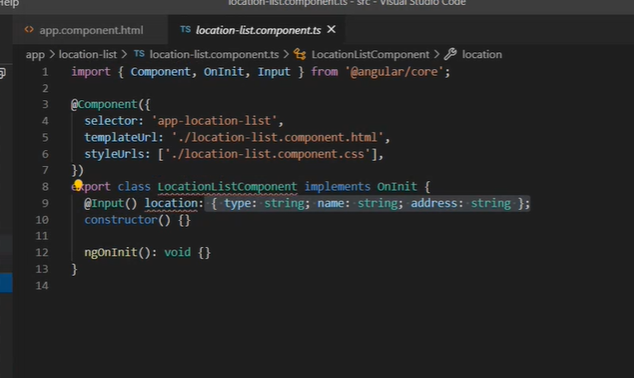 Help
location-list.component.ts - src - Visual Studio Code
<> app.component.html
TS location-list.component.ts ×
app > location-list > TS location-list.component.ts > LocationListComponent > location
1 import { Component, OnInit, Input } from '@angular/core';
2
3 @Component({
4 selector: 'app-location-list',
5 templateUrl: './location-list.component.html',
6 styleUrls: ['./location-list.component.css'],
7 })
8 export class LocationListComponent implements OnInit {
9 @Input() location: { type: string; name: string; address: string };
10 constructor() {}
11
12 ngOnInit(): void {}
13 }
14